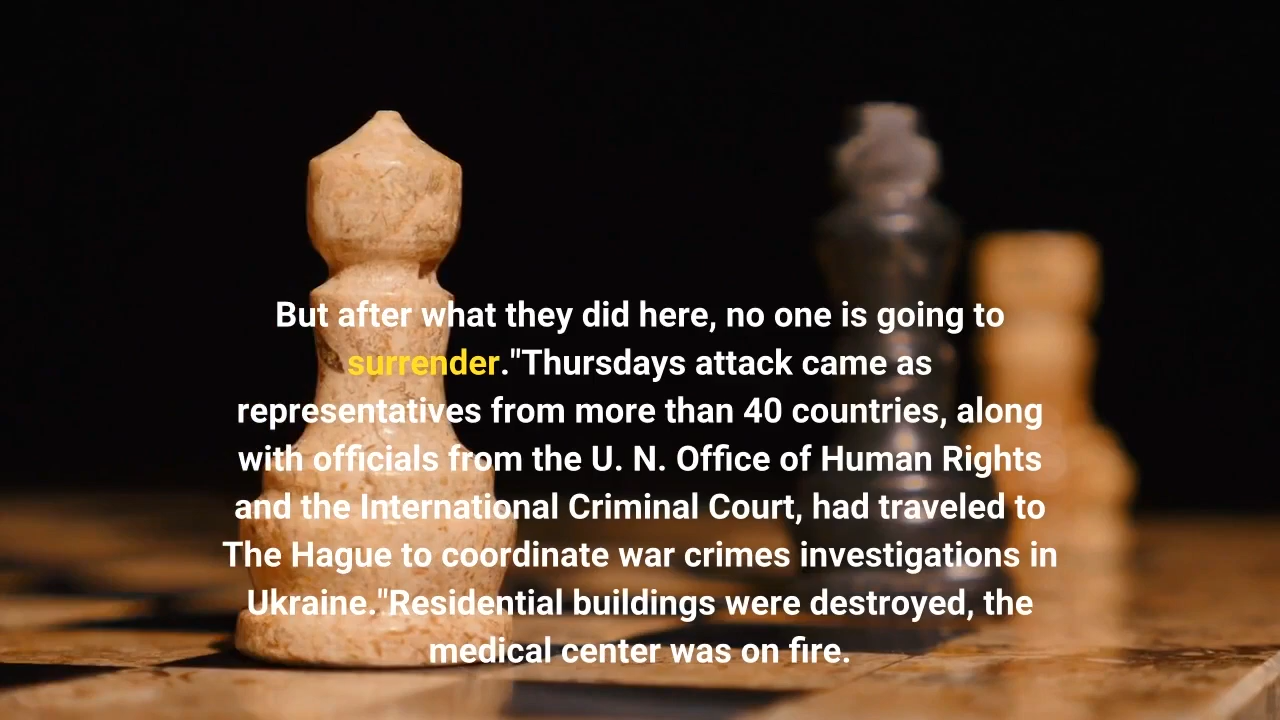 But after what they did here, no one is going to
surrender."Thursdays attack came as
representatives from more than 40 countries, along
with officials from the U. N. Office of Human Rights
and the International Criminal Court, had traveled to
The Hague to coordinate war crimes investigations in
Ukraine."Residential buildings were destroyed, the
medical center was on fire.